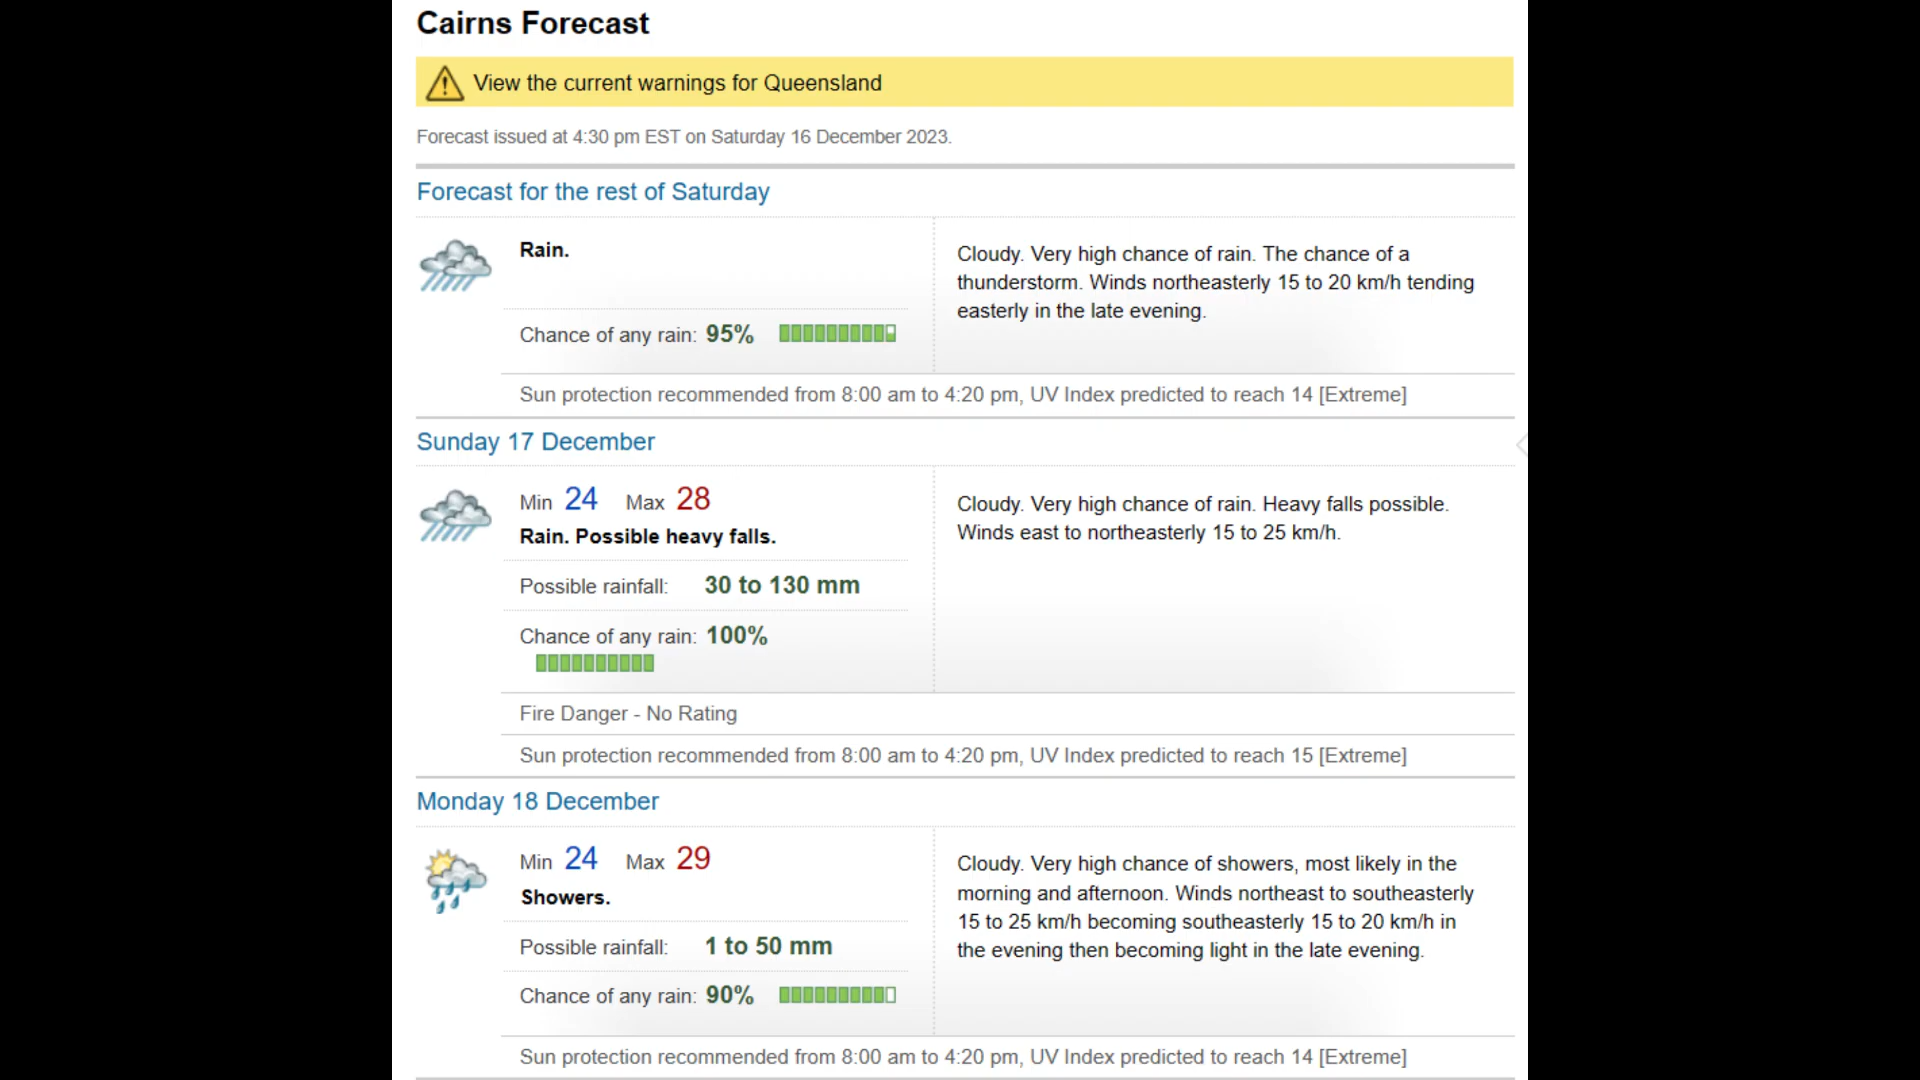 Cairns Forecast
View the current warnings for Queensland
Forecast issued at 4:30 pm EST on Saturday 16 December 2023.
Forecast for the rest of Saturday
Rain.
Chance of any rain: 95%
Cloudy. Very high chance of rain. The chance of a
thunderstorm. Winds northeasterly 15 to 20 km/h tending
easterly in the late evening.
Sun protection recommended from 8:00 am to 4:20 pm, UV Index predicted to reach 14 [Extreme]
Sunday 17 December
Min 24 Max 28
Rain. Possible heavy falls.
Possible rainfall: 30 to 130 mm
Chance of any rain: 100%
Cloudy. Very high chance of rain. Heavy falls possible.
Winds east to northeasterly 15 to 25 km/h.
Fire Danger - No Rating
Sun protection recommended from 8:00 am to 4:20 pm, UV Index predicted to reach 15 [Extreme]
Monday 18 December
Min 24 Max 29
Showers.
Possible rainfall: 1 to 50 mm
Chance of any rain: 90%
Cloudy. Very high chance of showers, most likely in the
morning and afternoon. Winds northeast to southeasterly
15 to 25 km/h becoming southeasterly 15 to 20 km/h in
the evening then becoming light in the late evening.
Sun protection recommended from 8:00 am to 4:20 pm, UV Index predicted to reach 14 [Extreme]